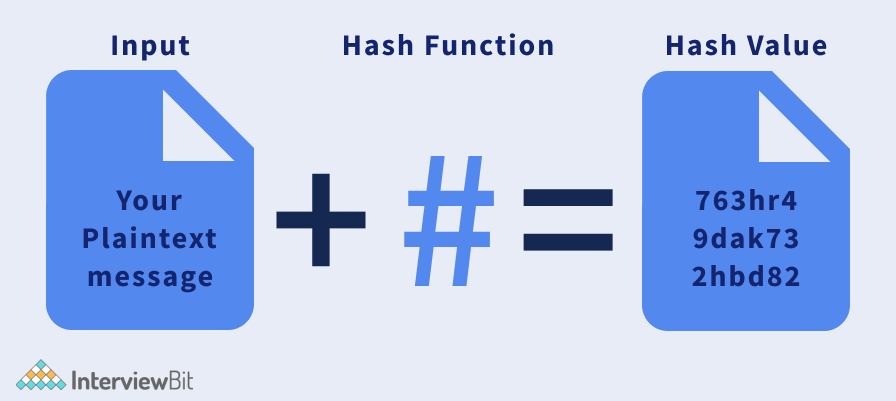 Input
Hash Function
Hash Value
Your
Plaintext
message
+
#
=
763hr4
9dak73
2hbd82
InterviewBit